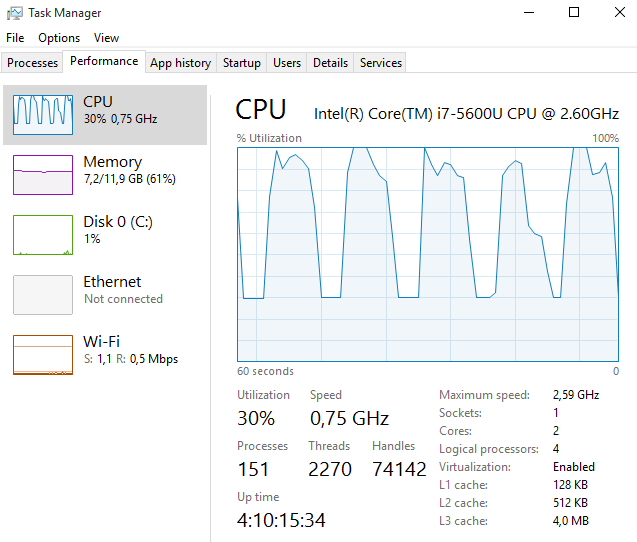 Task Manager
File Options View
Processes Performance App history Startup Users Details Services
CPU
30% 0,75 GHz
Memory
7,2/11,9 GB (61%)
Disk 0 (C:)
1%
Ethernet
Not connected
Wi-Fi
S: 1,1 R: 0,5 Mbps
CPU Intel(R) Core(TM) i7-5600U CPU @ 2.60GHz
% Utilization 100%
60 seconds 0
Utilization Speed
30% 0,75 GHz
Processes Threads Handles
151 2270 74142
Up time
4:10:15:34
Maximum speed: 2,59 GHz
Sockets: 1
Cores: 2
Logical processors: 4
Virtualization: Enabled
L1 cache: 128 KB
L2 cache: 512 KB
L3 cache: 4,0 MB